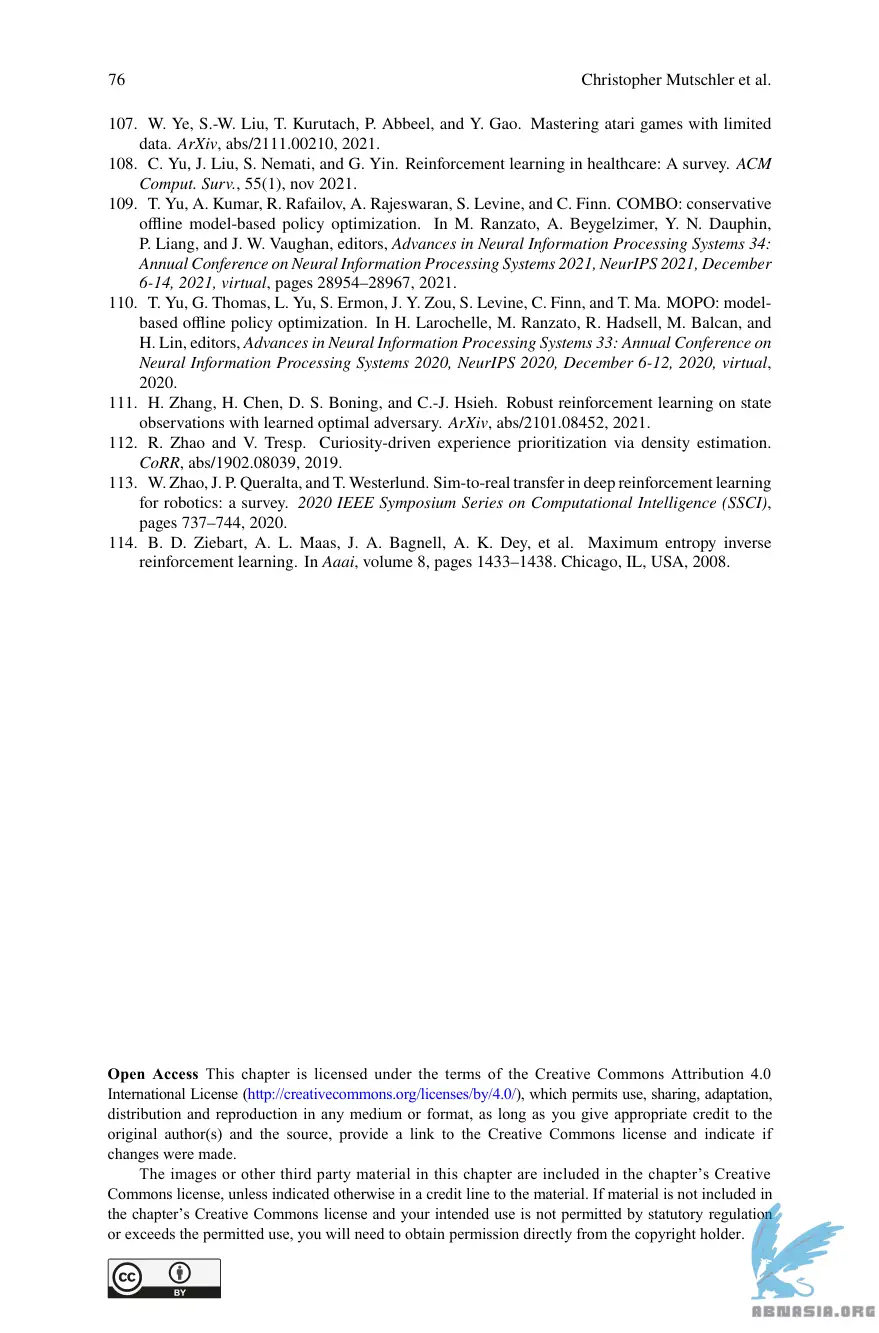 76
Christopher Mutschler et al.
107. W. Ye, S.-W. Liu, T. Kurutach, P. Abbeel, and Y. Gao. Mastering atari games with limited
data. ArXiv, abs/2111.00210, 2021.
108. C. Yu, J. Liu, S. Nemati, and G. Yin. Reinforcement learning in healthcare: A survey. ACM
Comput. Surv., 55(1), nov 2021.
109. T. Yu, A. Kumar, R. Rafailov, A. Rajeswaran, S. Levine, and C. Finn. COMBO: conservative
offline model-based policy optimization. In M. Ranzato, A. Beygelzimer, Y. N. Dauphin,
P. Liang, and J. W. Vaughan, editors, Advances in Neural Information Processing Systems 34:
Annual Conference on Neural Information Processing Systems 2021, NeurIPS 2021, December
6-14, 2021, virtual, pages 28954–28967, 2021.
110. T. Yu, G. Thomas, L. Yu, S. Ermon, J. Y. Zou, S. Levine, C. Finn, and T. Ma. MOPO: model-
based offline policy optimization. In H. Larochelle, M. Ranzato, R. Hadsell, M. Balcan, and
H. Lin, editors, Advances in Neural Information Processing Systems 33: Annual Conference on
Neural Information Processing Systems 2020, NeurIPS 2020, December 6-12, 2020, virtual,
2020.
111. H. Zhang, H. Chen, D. S. Boning, and C.-J. Hsieh. Robust reinforcement learning on state
observations with learned optimal adversary. ArXiv, abs/2101.08452, 2021.
112. R. Zhao and V. Tresp. Curiosity-driven experience prioritization via density estimation.
CoRR, abs/1902.08039, 2019.
113. W. Zhao, J. P. Queralta, and T. Westerlund. Sim-to-real transfer in deep reinforcement learning
for robotics: a survey. 2020 IEEE Symposium Series on Computational Intelligence (SSCI),
pages 737–744, 2020.
114. B. D. Ziebart, A. L. Maas, J. A. Bagnell, A. K. Dey, et al. Maximum entropy inverse
reinforcement learning. In Aaai, volume 8, pages 1433–1438. Chicago, IL, USA, 2008.
Open Access This chapter is licensed under the terms of the Creative Commons Attribution 4.0
International License (http://creativecommons.org/licenses/by/4.0/), which permits use, sharing, adaptation,
distribution and reproduction in any medium or format, as long as you give appropriate credit to the
original author(s) and the source, provide a link to the Creative Commons license and indicate if
changes were made.
The images or other third party material in this chapter are included in the chapter's Creative
Commons license, unless indicated otherwise in a credit line to the material. If material is not included in
the chapter's Creative Commons license and your intended use is not permitted by statutory regulation
or exceeds the permitted use, you will need to obtain permission directly from the copyright holder.
cc
BY
ABNASIA.ORG